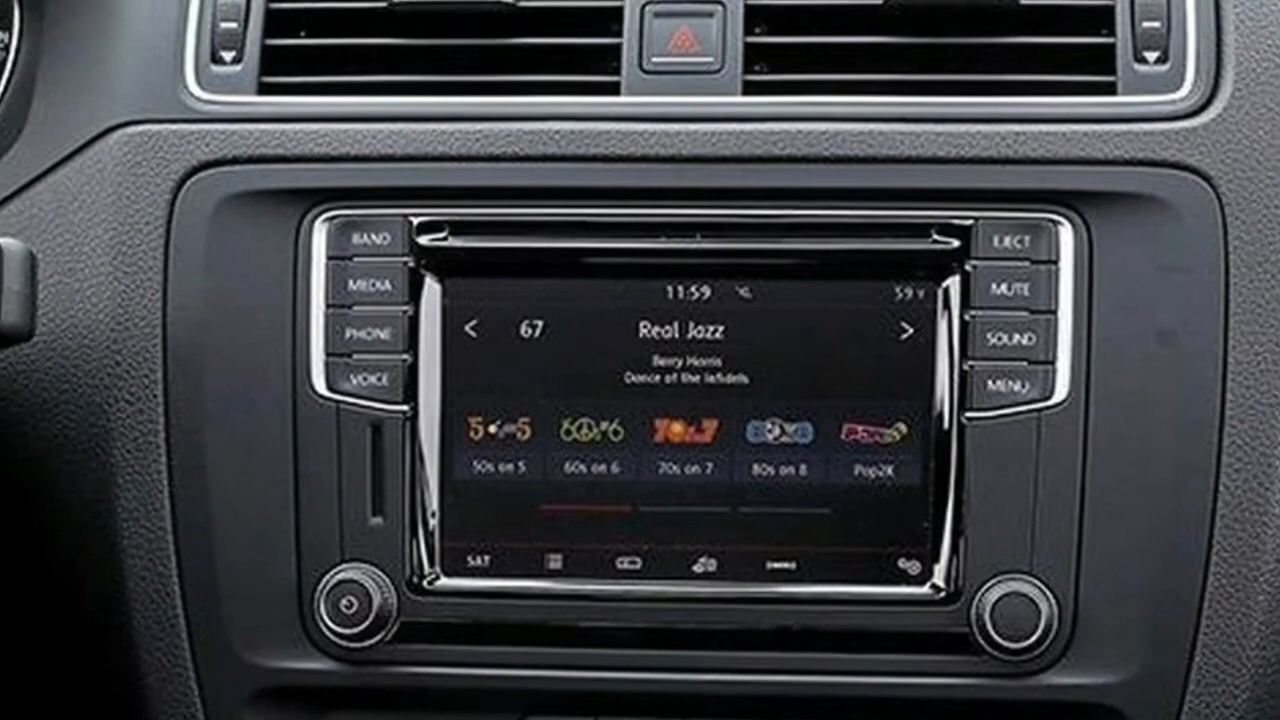 BAND
MEDIA
PHONE
VOICE
EJECT
MUTE
SOUND
MENU
11:59
59
< 67 Real Jazz >
Barry Harris
Dance of the Infidels
50s on 5 60s on 6 70s on 7 80s on 8 Pop2K
SAT